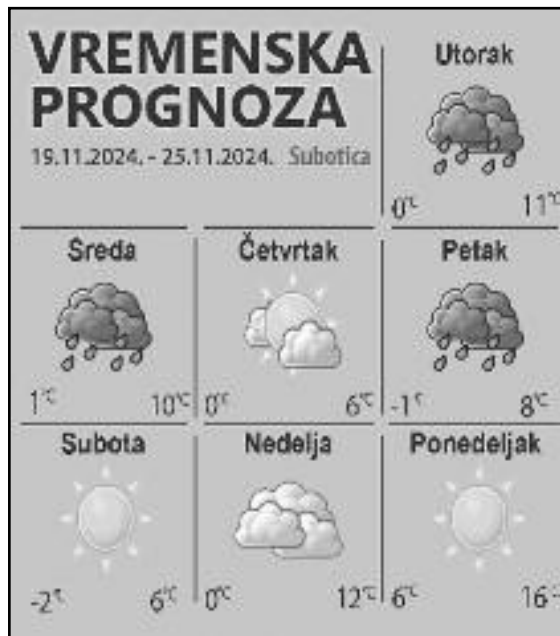 VREMENSKA
PROGNOZA
19.11.2024. - 25.11.2024. Subotica
Utorak
0°C 11°C
Sreda
1°C 10°C
Četvrtak
0°C 6°C
Petak
-1°C 8°C
Subota
-2°C 6°C
Nedelja
0°C 12°C
Ponedeljak
6°C 16°C